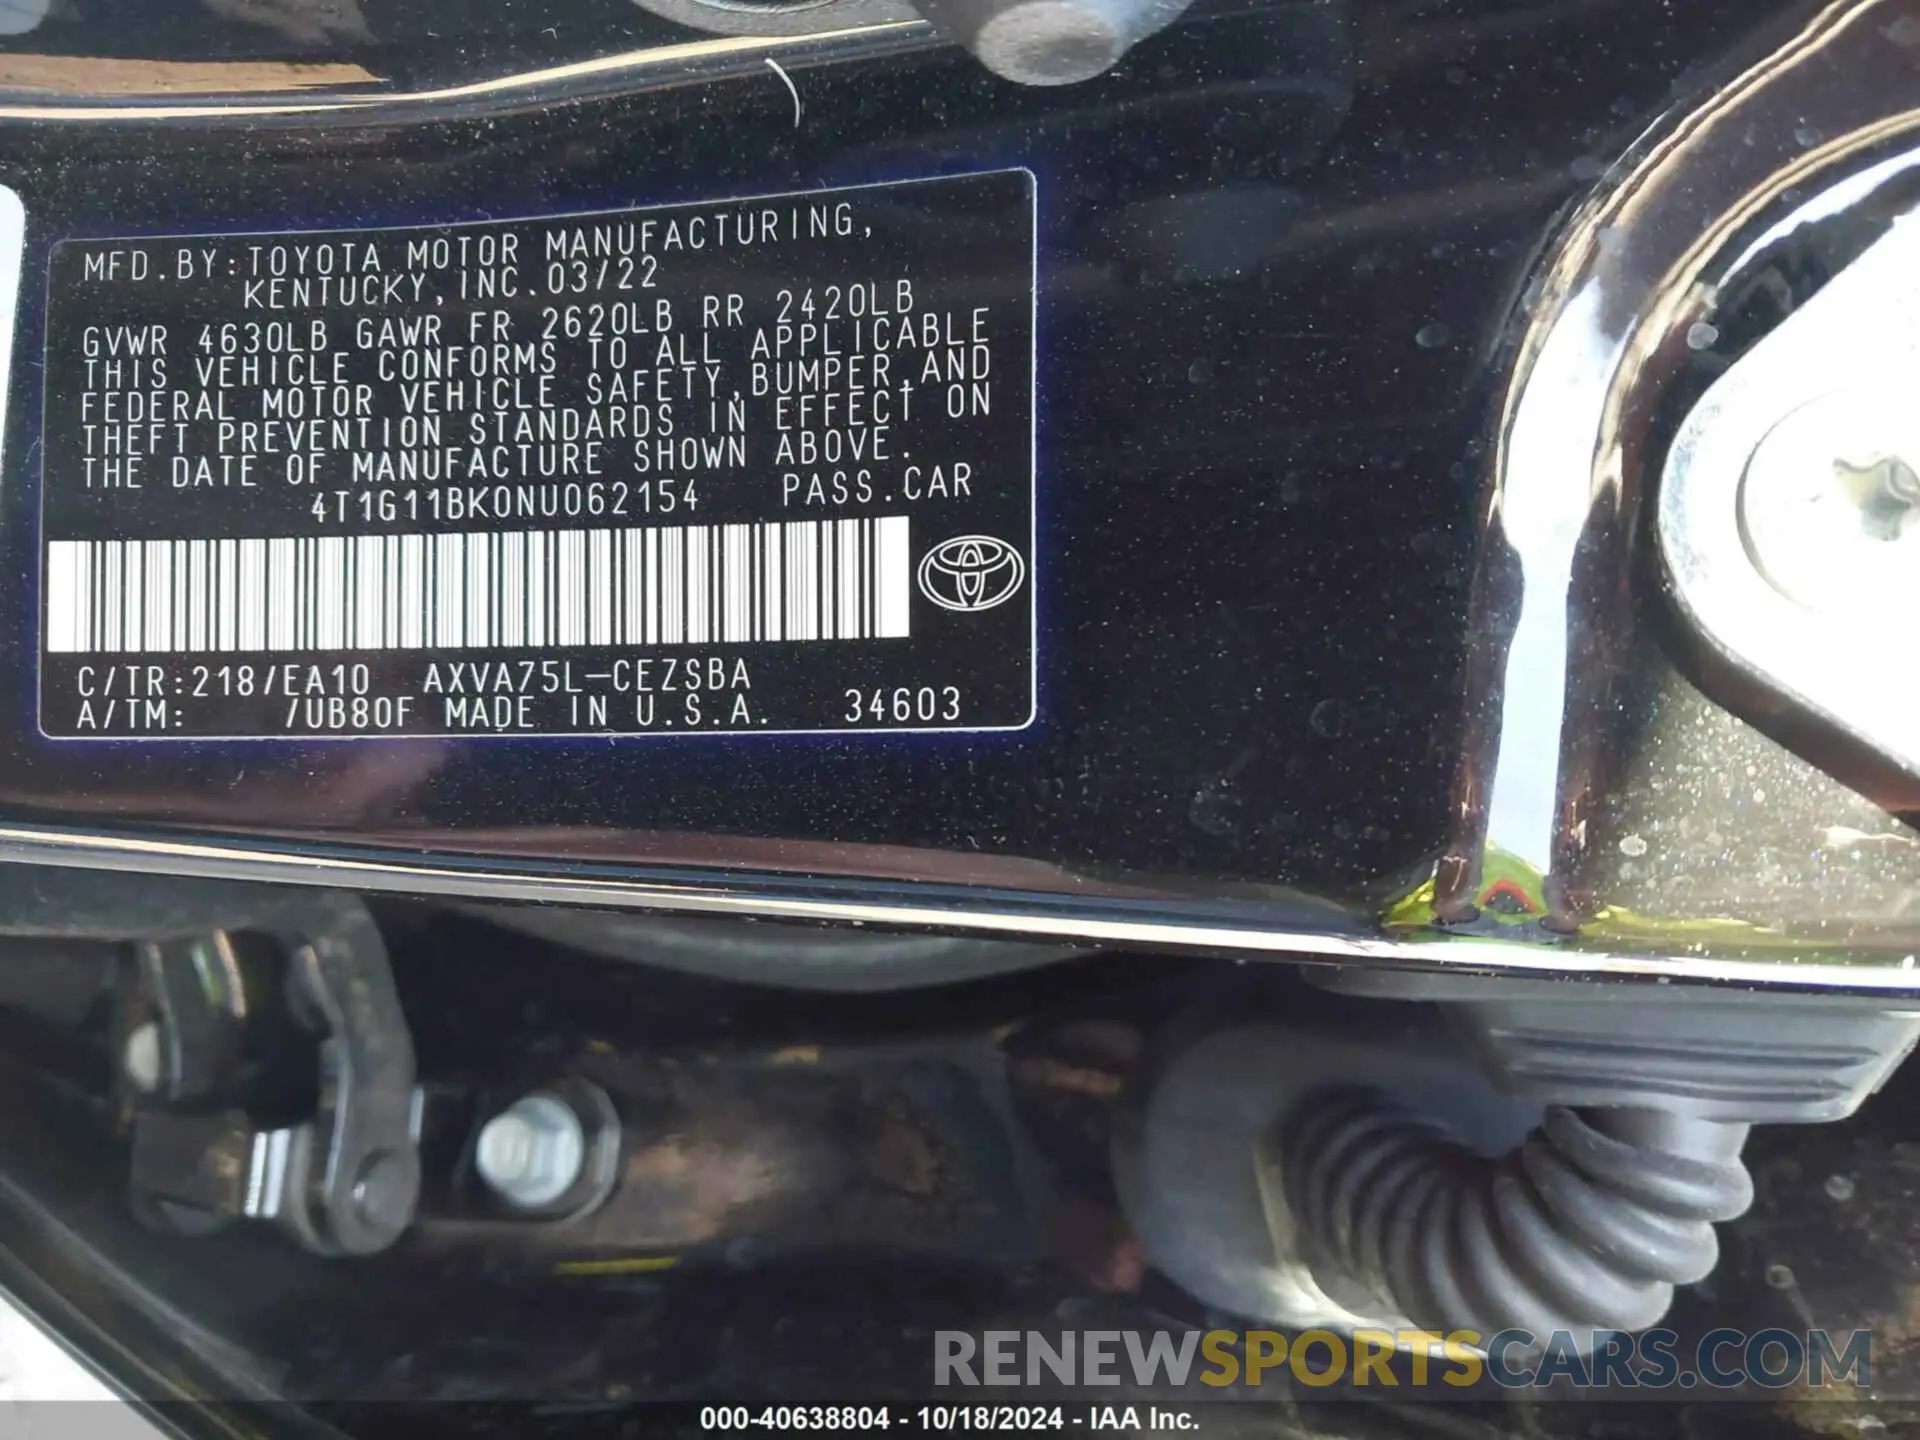 MFD.BY:TOYOTA MOTOR MANUFACTURING,
KENTUCKY, INC.03/22
GVWR 4630LB GAWR FR 2620LB RR 2420LB
THIS VEHICLE CONFORMS TO ALL APPLICABLE
FEDERAL MOTOR VEHICLE SAFETY, BUMPER, AND
THEFT PREVENTION STANDARDS IN EFFECT ON
THE DATE OF MANUFACTURE SHOWN ABOVE.
4T1G11BK0NU062154 PASS.CAR
C/TR:218/EA10 AXVA75L-CEZSBA
A/TM: /UB80F MADE IN U.S.A. 34603
RENEWSPORTSCARS.COM
000-40638804 - 10/18/2024 - IAA Inc.